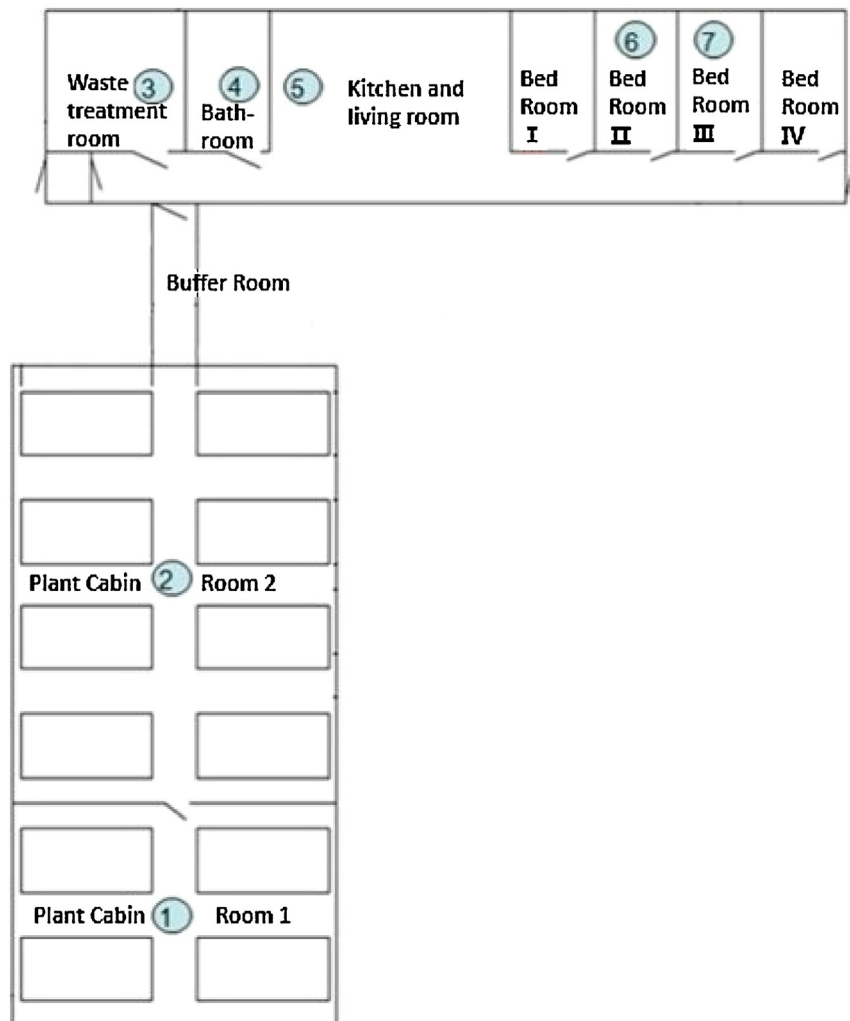 Waste 3
treatment
room
4
Bath-
room
5
Kitchen and
living room
Bed
Room
I
6
Bed
Room
II
7
Bed
Room
III
Bed
Room
IV
Buffer Room
Plant Cabin 2 Room 2
Plant Cabin 1 Room 1